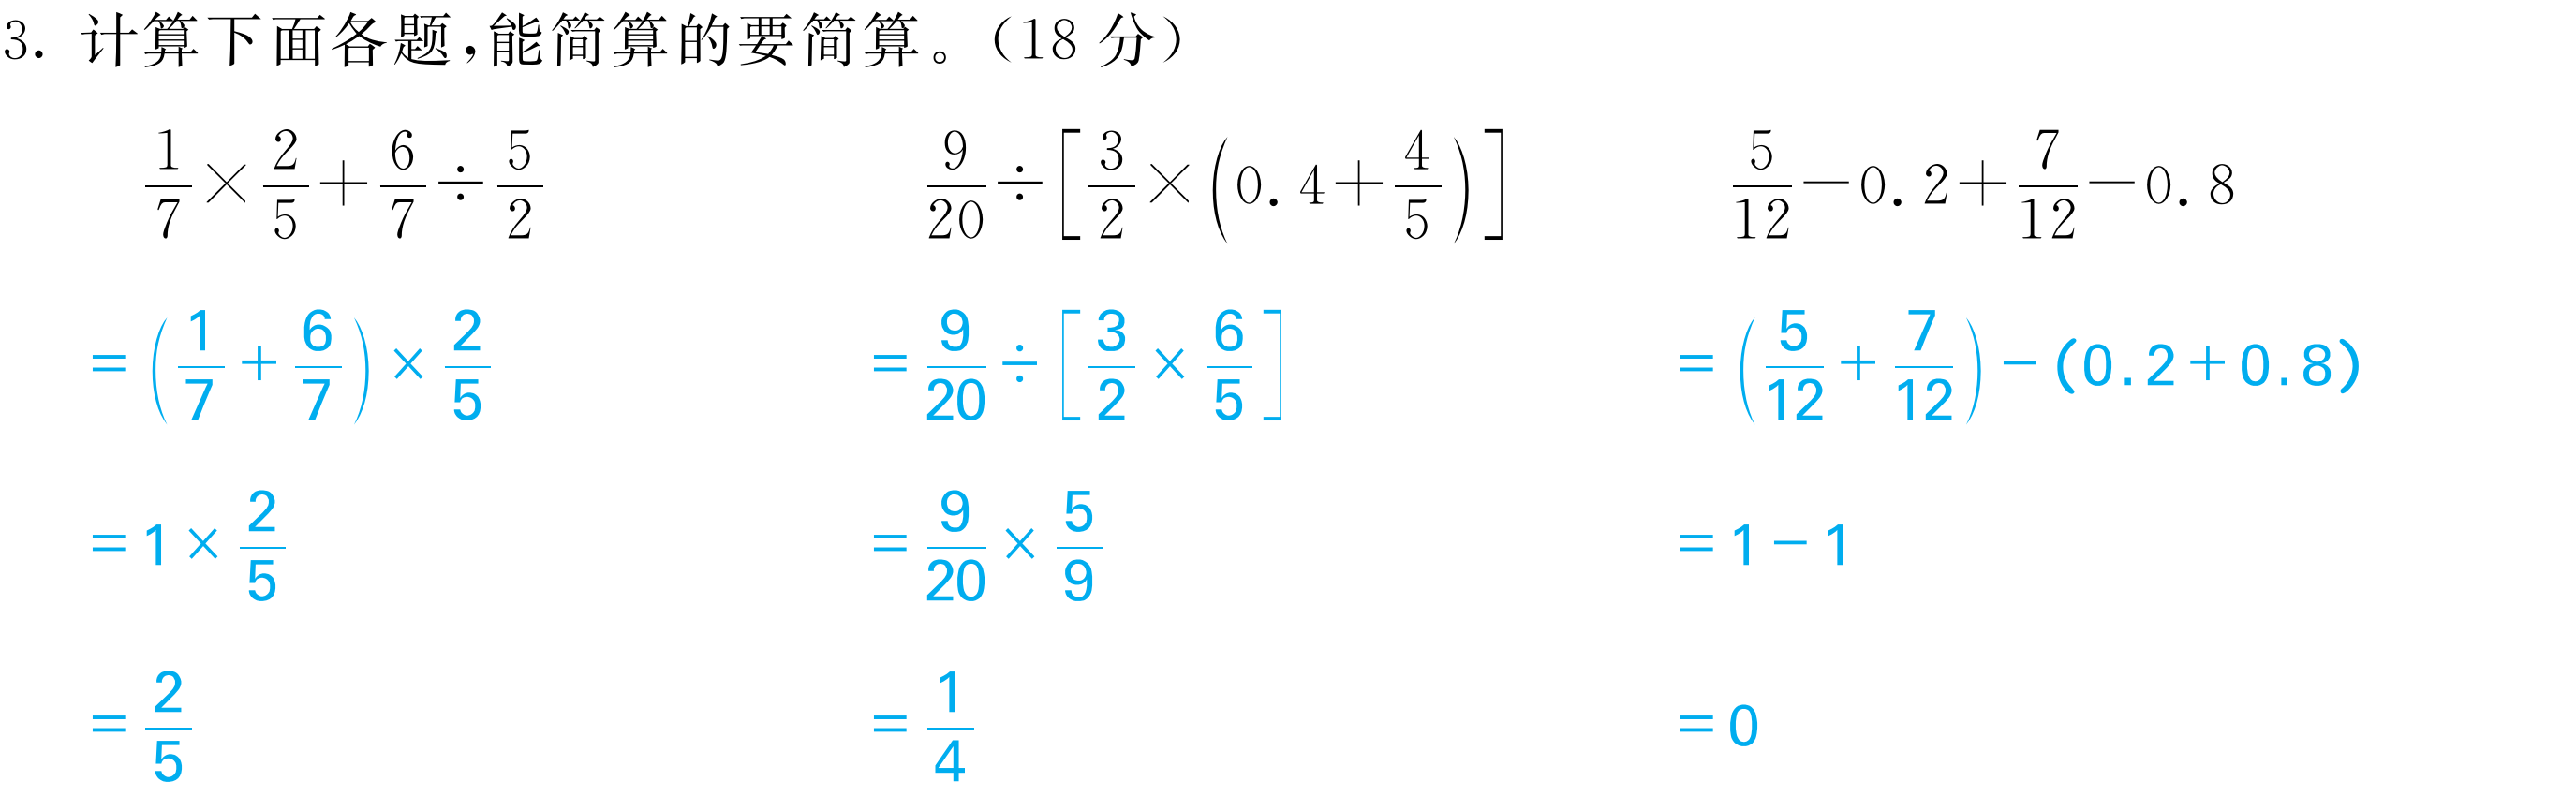 3. 计算下面各题,能简算的要简算。(18 分)
1/7×2/5+6/7÷5/2    9/20÷[3/2×(0.4+4/5)]    5/12-0.2+7/12-0.8
=(1/7+6/7)×2/5    =9/20÷[3/2×6/5]    =(5/12+7/12)-(0.2+0.8)
=1×2/5    =9/20×5/9    =1-1
=2/5    =1/4    =0